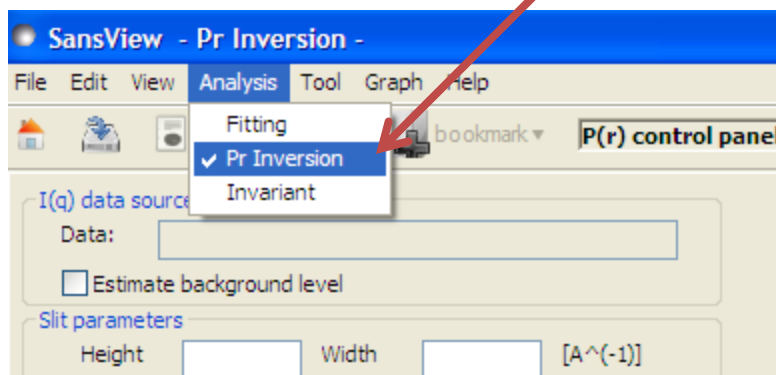 SansView - Pr Inversion -
File Edit View Analysis Tool Graph Help
Fitting
bookmark
P(r) control panel
Pr Inversion
Invariant
I(q) data source
Data:
Estimate background level
Slit parameters
Height Width [A^(-1)]